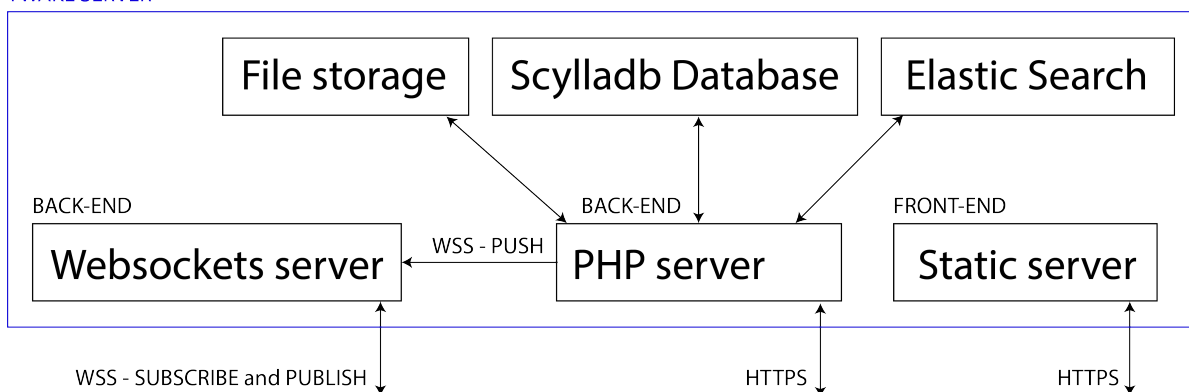 File storage
Scylladb Database
Elastic Search
BACK-END
BACK-END
FRONT-END
Websockets server
WSS - PUSH
PHP server
Static server
WSS - SUBSCRIBE and PUBLISH
HTTPS
HTTPS